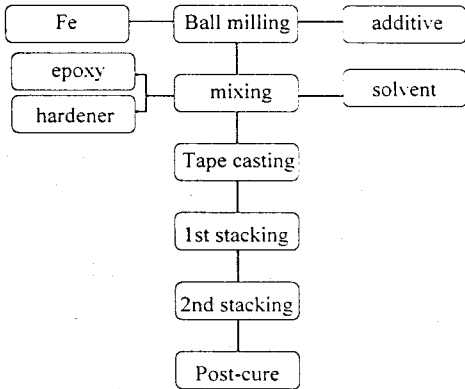 Fe
Ball milling
additive
epoxy
hardener
mixing
solvent
Tape casting
1st stacking
2nd stacking
Post-cure